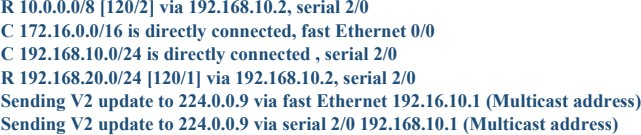 R 10.0.0.0/8 [120/2] via 192.168.10.2, serial 2/0
C 172.16.0.0/16 is directly connected, fast Ethernet 0/0
C 192.168.10.0/24 is directly connected , serial 2/0
R 192.168.20.0/24 [120/1] via 192.168.10.2, serial 2/0
Sending V2 update to 224.0.0.9 via fast Ethernet 192.16.10.1 (Multicast address)
Sending V2 update to 224.0.0.9 via serial 2/0 192.168.10.1 (Multicast address)